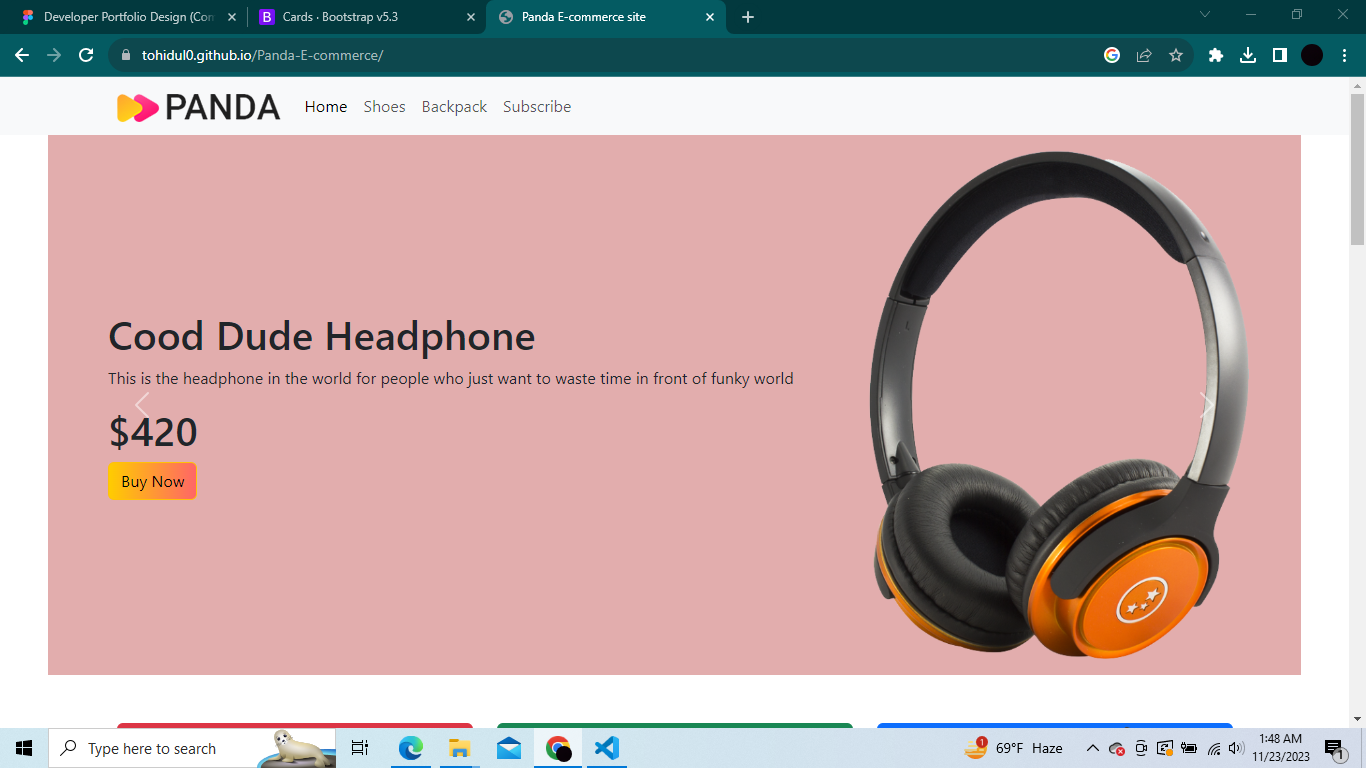 Developer Portfolio Design (Con
Cards · Bootstrap v5.3
Panda E-commerce site
tohidul0.github.io/Panda-E-commerce/
PANDA
Home
Shoes
Backpack
Subscribe
Cood Dude Headphone
This is the headphone in the world for people who just want to waste time in front of funky world
$420
Buy Now
L
Type here to search
1
69°F Haze
1:48 AM
11/23/2023
1